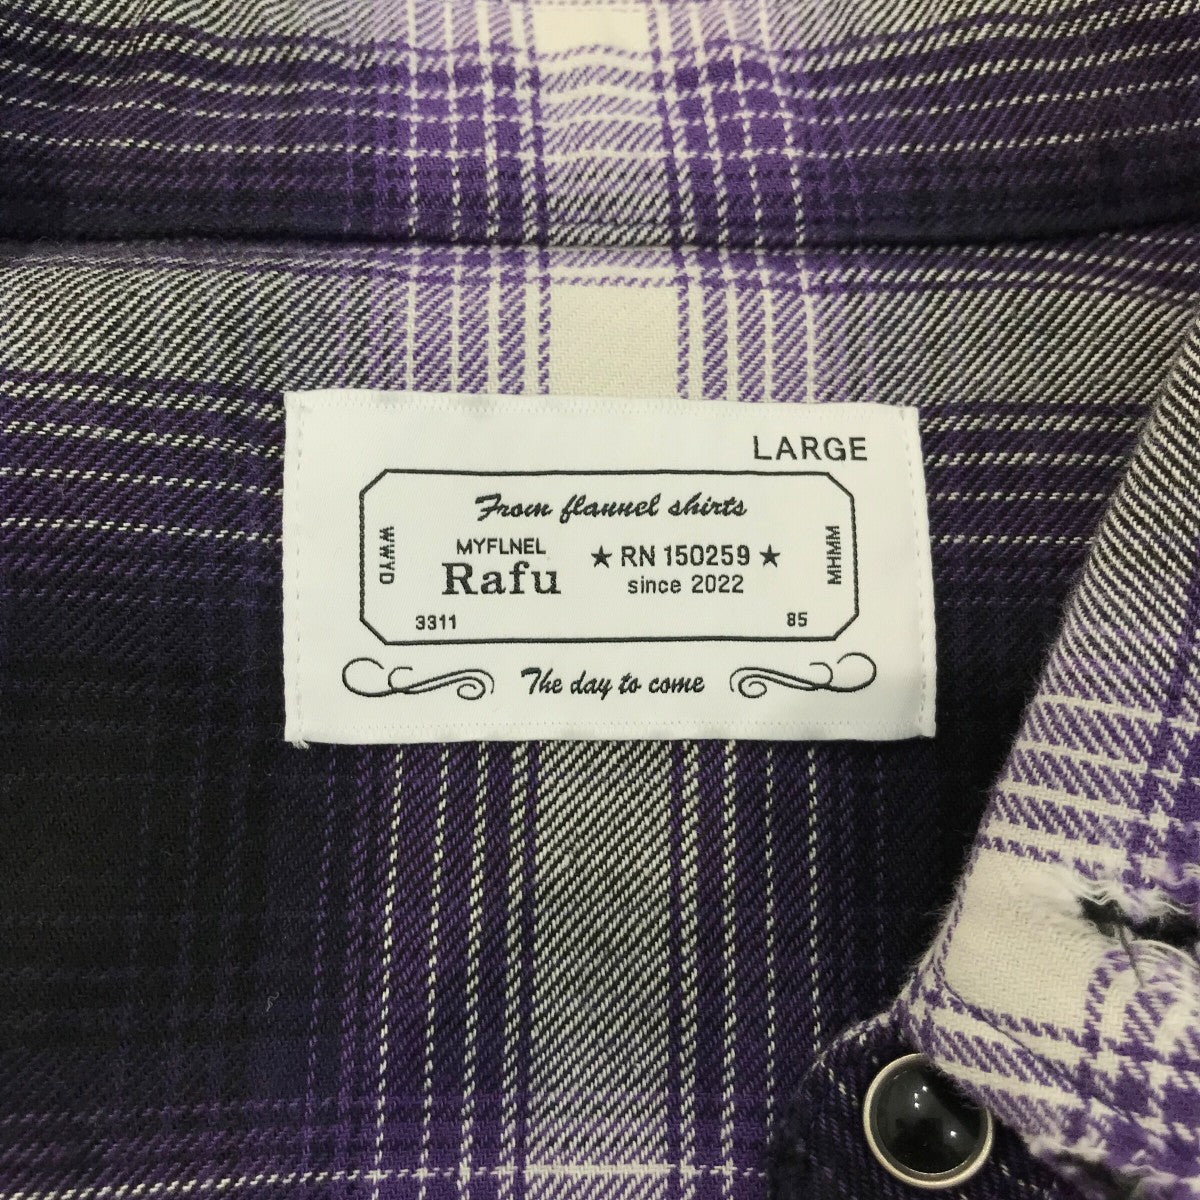 LARGE
From flannel shirts
WWYD
MYFLNEL
Rafu
★ RN 150259 ★
since 2022
MHMM
3311
85
The day to come